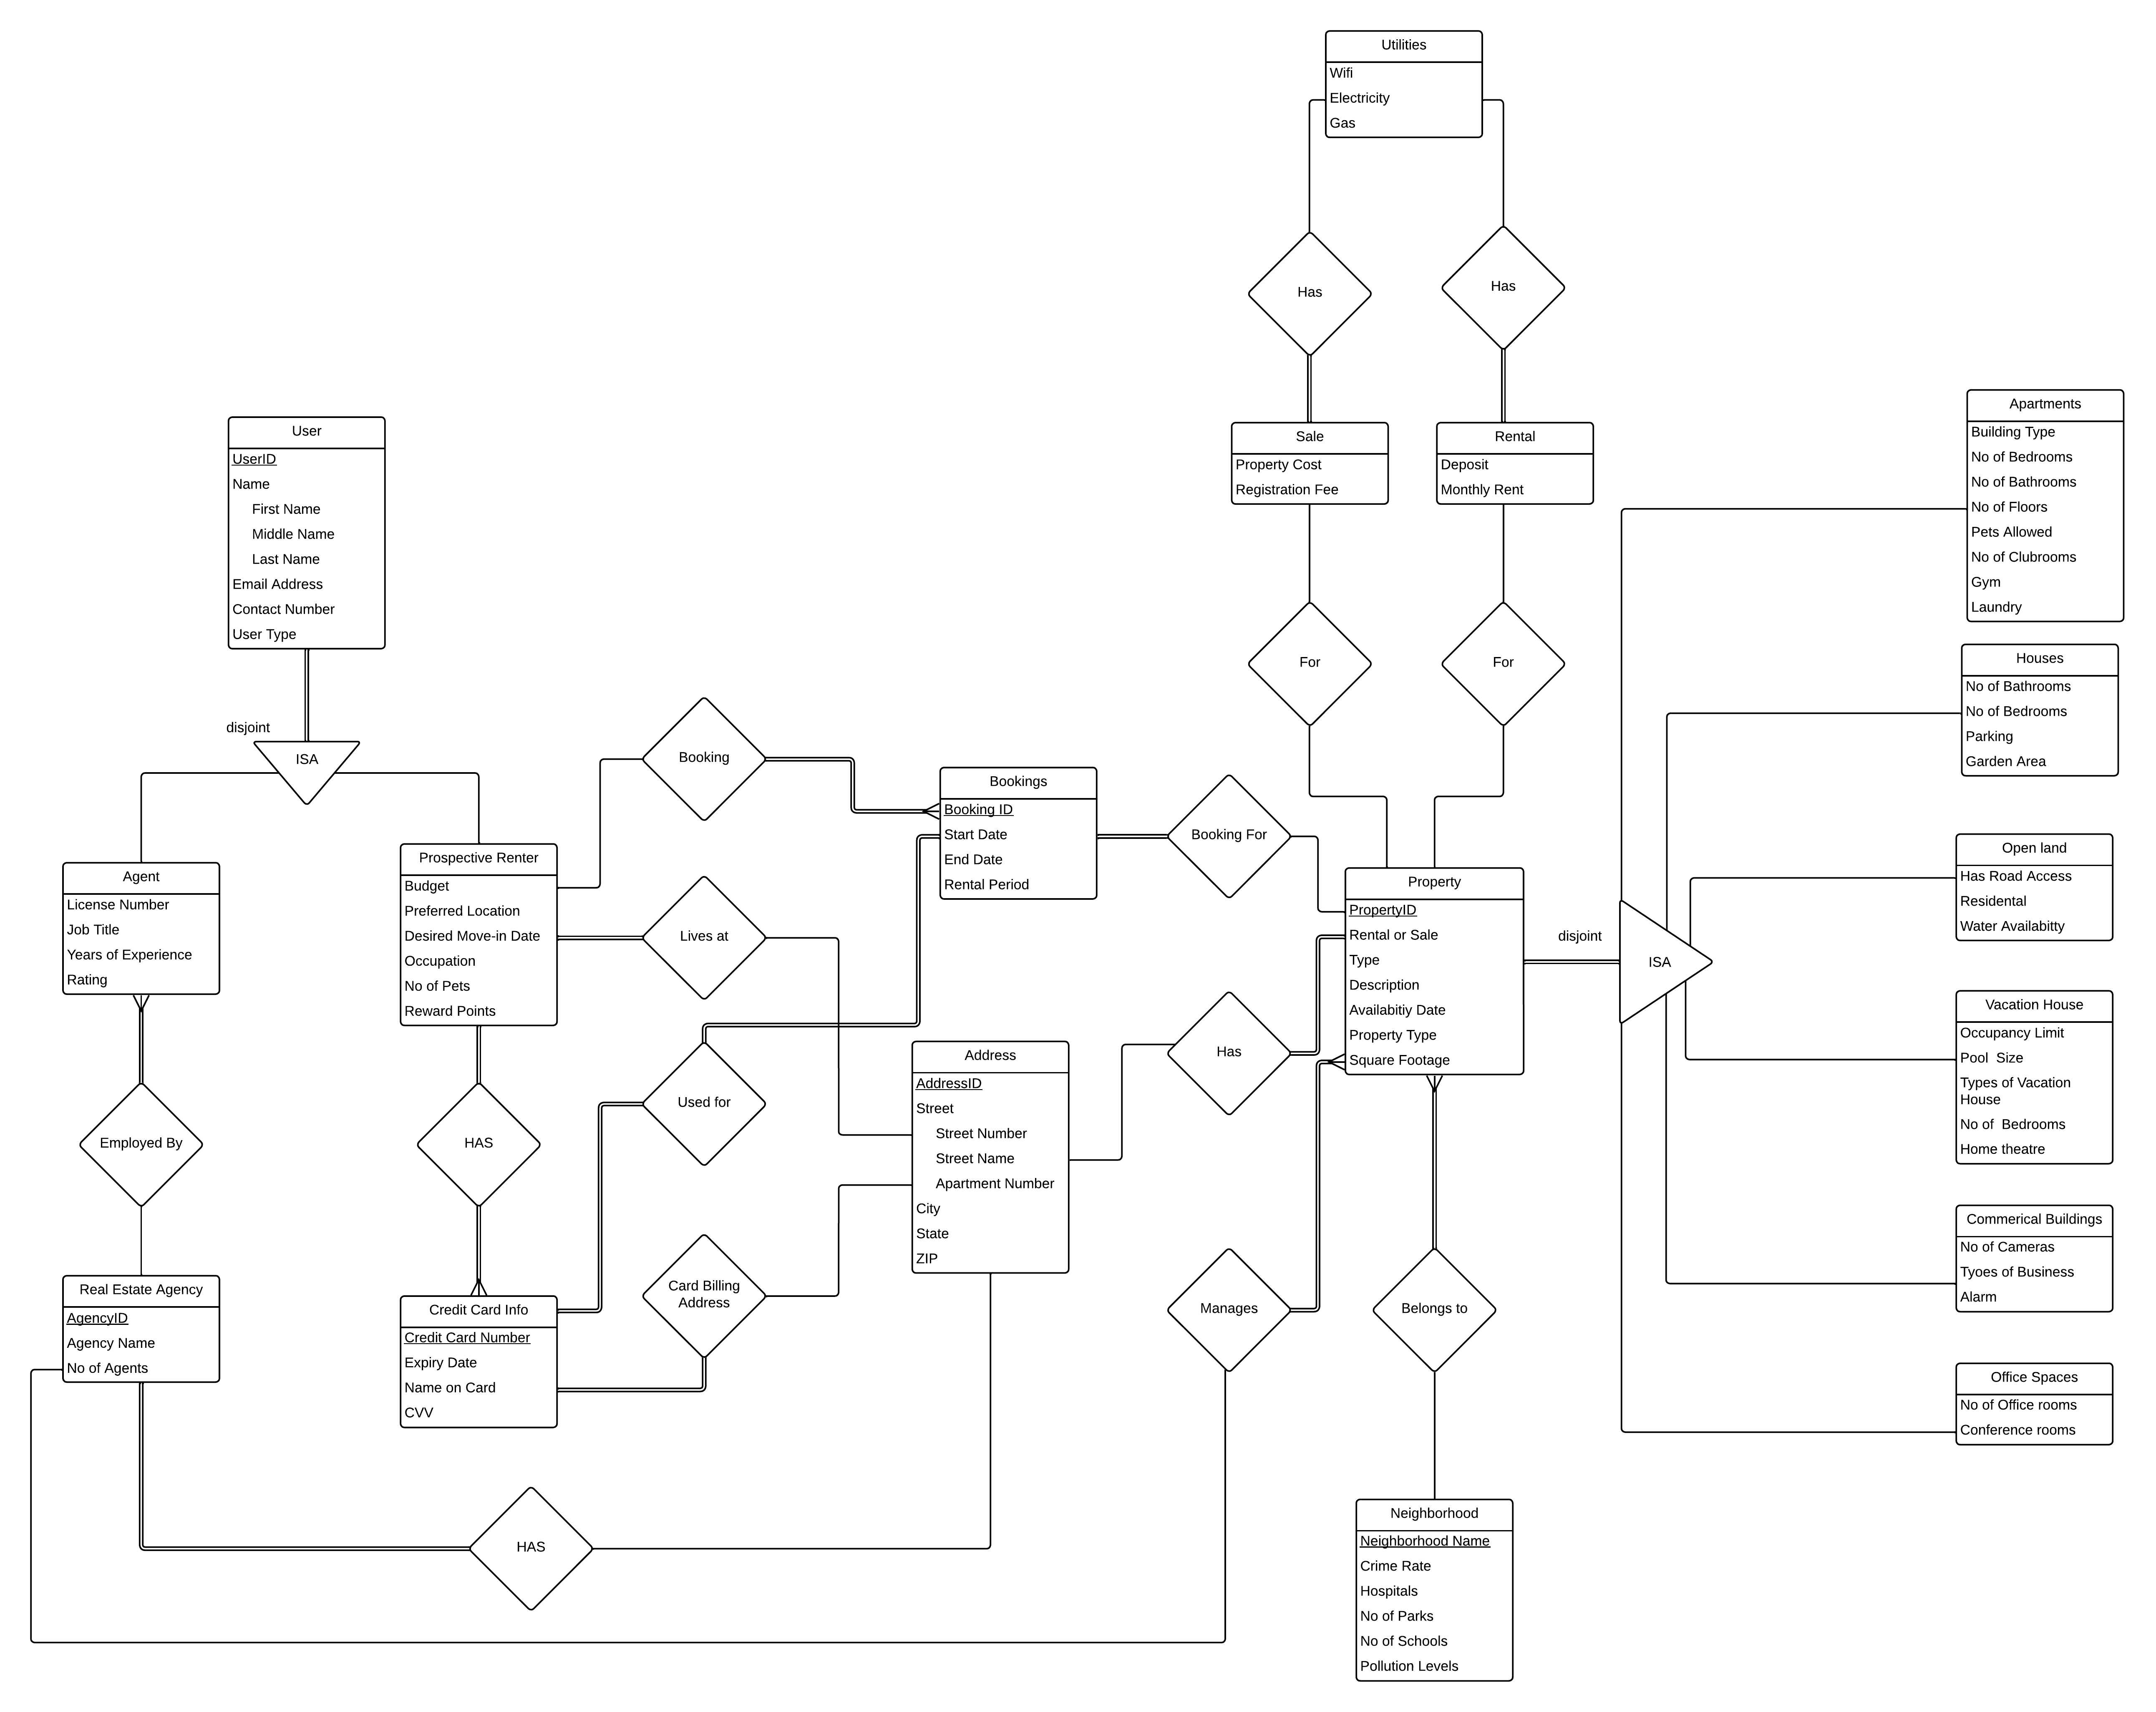 Utilities
Wifi
Electricity
Gas
Has
Has
Sale
Property Cost
Registration Fee
Rental
Deposit
Monthly Rent
For
For
User
UserID
Name
First Name
Middle Name
Last Name
Email Address
Contact Number
User Type
disjoint
ISA
Agent
License Number
Job Title
Years of Experience
Rating
Prospective Renter
Budget
Preferred Location
Desired Move-in Date
Occupation
No of Pets
Reward Points
Booking
Lives at
Used for
Bookings
Booking ID
Start Date
End Date
Rental Period
Booking For
Property
PropertyID
Rental or Sale
Type
Description
Availabitiy Date
Property Type
Square Footage
disjoint
ISA
Apartments
Building Type
No of Bedrooms
No of Bathrooms
No of Floors
Pets Allowed
No of Clubrooms
Gym
Laundry
Houses
No of Bathrooms
No of Bedrooms
Parking
Garden Area
Open land
Has Road Access
Residental
Water Availabitty
Vacation House
Occupancy Limit
Pool  Size
Types of Vacation
House
No of  Bedrooms
Home theatre
Commerical Buildings
No of Cameras
Tyoes of Business
Alarm
Office Spaces
No of Office rooms
Conference rooms
Address
AddressID
Street
Street Number
Street Name
Apartment Number
City
State
ZIP
Has
Employed By
HAS
Card Billing
Address
Manages
Belongs to
Real Estate Agency
AgencyID
Agency Name
No of Agents
Credit Card Info
Credit Card Number
Expiry Date
Name on Card
CVV
HAS
Neighborhood
Neighborhood Name
Crime Rate
Hospitals
No of Parks
No of Schools
Pollution Levels